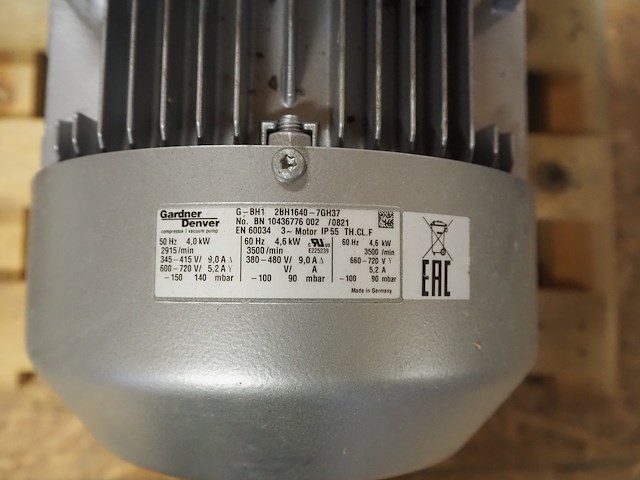 Gardner
Denver
compressor / vacuum pump
G-BH1 2BH1640-7GH37
No. BN 10436776 002 /0821
EN 60034 3~ Motor IP 55 TH.CL.F
50 Hz 4,0 kW
2915 /min
345-415 V/ 9,0 A Δ
600-720 V/ 5,2 A Y
-150 140 mbar
60 Hz 4,6 kW
3500 /min
E225239
380-480 V/ 9,0 A Δ
V/ A
-100 90 mbar
60 Hz 4,6 kW
3500 /min
660-720 V Y
5,2 A
-100 90 mbar
Made in Germany
EAC